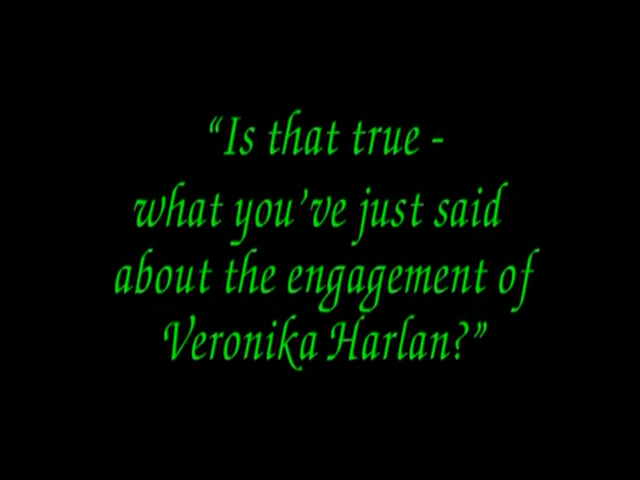 “Is that true -
what you’ve just said
about the engagement of
Veronika Harlan?”